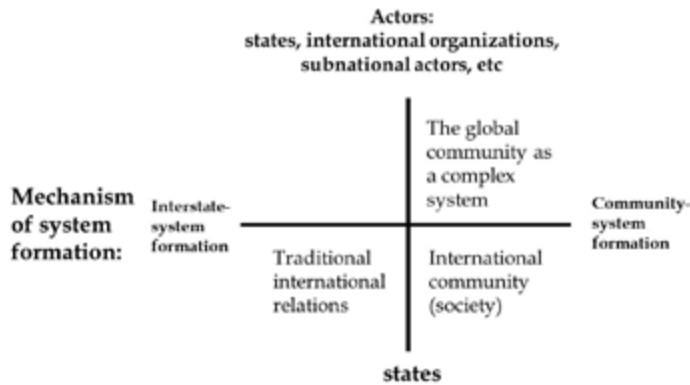 Actors:
states, international organizations,
subnational actors, etc
The global
community as
a complex
system
Mechanism
of system
formation:
Interstate-
system
formation
Community-
system
formation
Traditional
international
relations
International
community
(society)
states